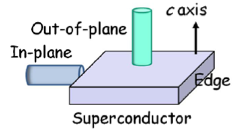 c axis
Out-of-plane
In-plane
Edge
Superconductor